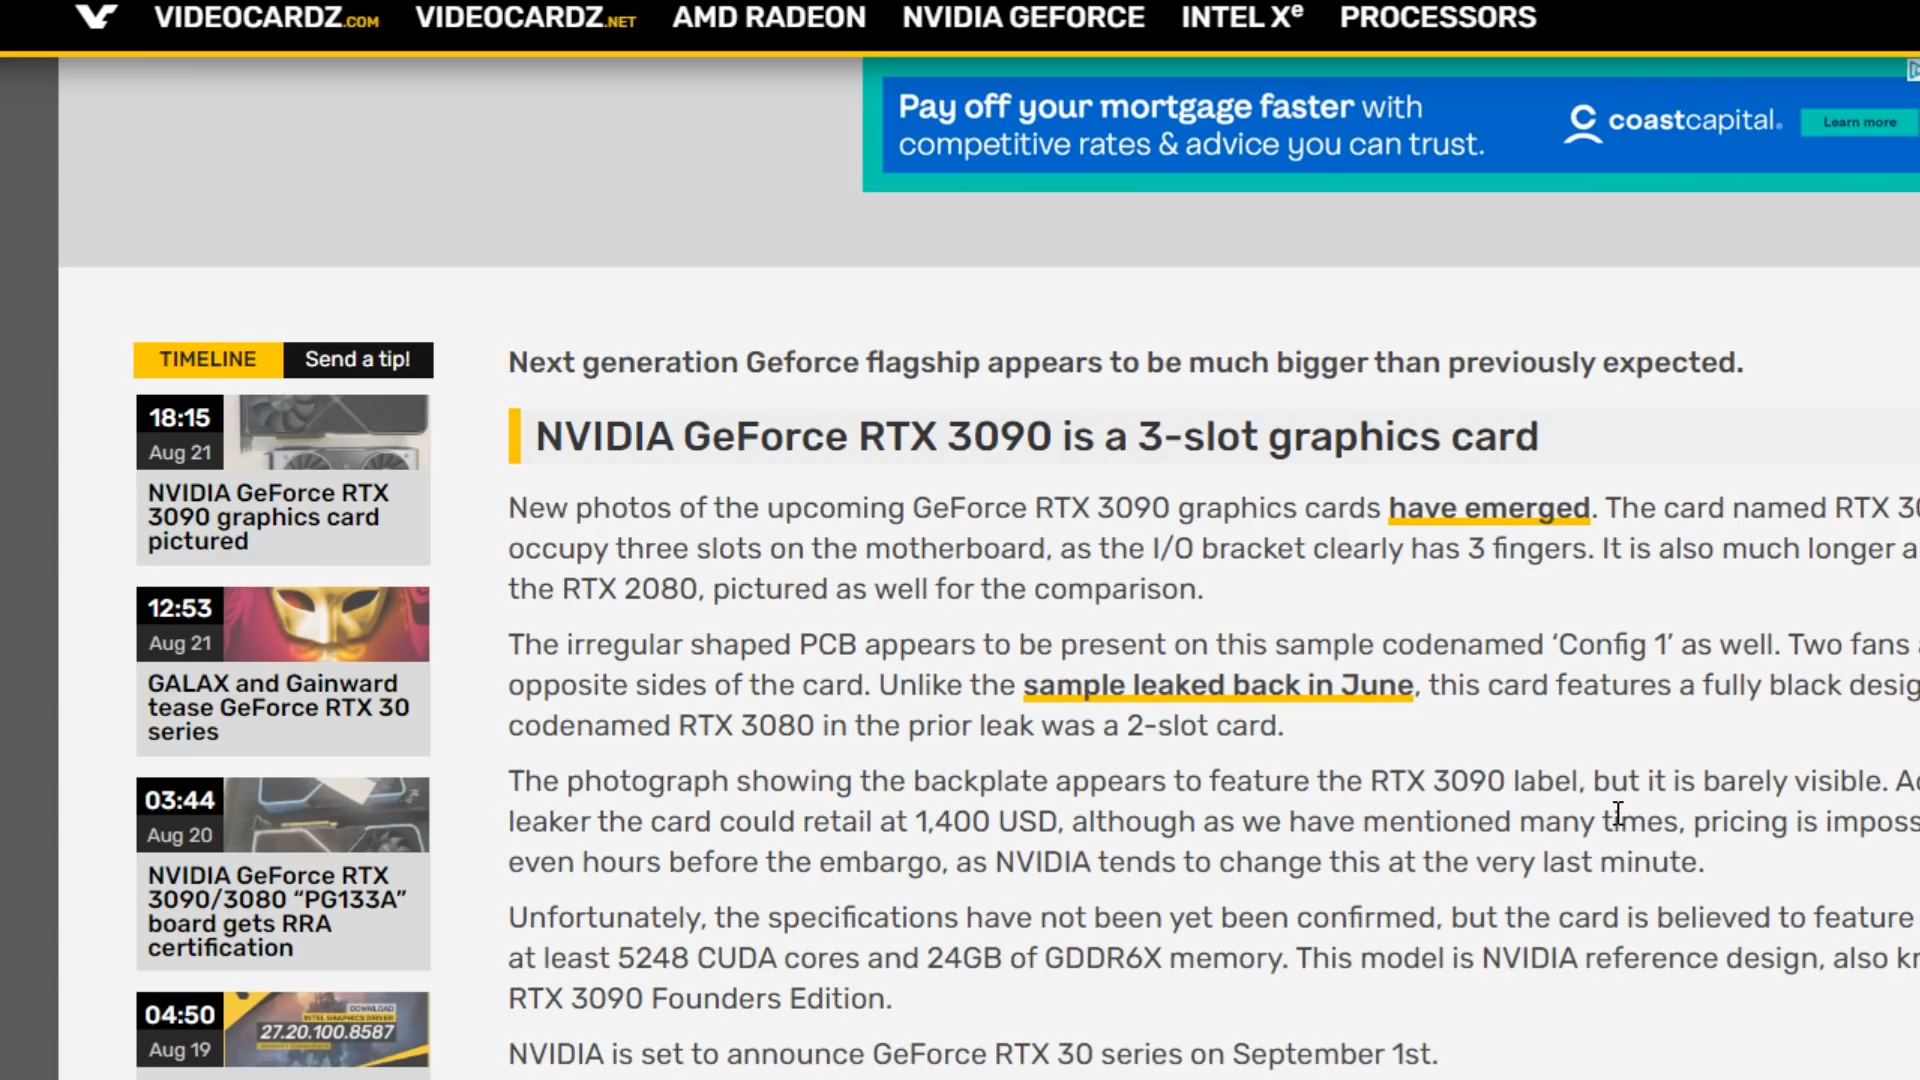 VIDEOCARDZ.COM VIDEOCARDZ.NET AMD RADEON NVIDIA GEFORCE INTEL Xe PROCESSORS
Pay off your mortgage faster with
competitive rates & advice you can trust.
coastcapital.
Learn more
TIMELINE Send a tip!
18:15
Aug 21
NVIDIA GeForce RTX
3090 graphics card
pictured
12:53
Aug 21
GALAX and Gainward
tease GeForce RTX 30
series
03:44
Aug 20
NVIDIA GeForce RTX
3090/3080 “PG133A”
board gets RRA
certification
04:50
Aug 19
DOWNLOAD
INTEL GRAPHICS DRIVER
27.20.100.8587
Next generation Geforce flagship appears to be much bigger than previously expected.
NVIDIA GeForce RTX 3090 is a 3-slot graphics card
New photos of the upcoming GeForce RTX 3090 graphics cards have emerged. The card named RTX 30
occupy three slots on the motherboard, as the I/O bracket clearly has 3 fingers. It is also much longer a
the RTX 2080, pictured as well for the comparison.
The irregular shaped PCB appears to be present on this sample codenamed ‘Config 1’ as well. Two fans a
opposite sides of the card. Unlike the sample leaked back in June, this card features a fully black desig
codenamed RTX 3080 in the prior leak was a 2-slot card.
The photograph showing the backplate appears to feature the RTX 3090 label, but it is barely visible. Ac
leaker the card could retail at 1,400 USD, although as we have mentioned many times, pricing is imposs
even hours before the embargo, as NVIDIA tends to change this at the very last minute.
Unfortunately, the specifications have not been yet been confirmed, but the card is believed to feature
at least 5248 CUDA cores and 24GB of GDDR6X memory. This model is NVIDIA reference design, also kn
RTX 3090 Founders Edition.
NVIDIA is set to announce GeForce RTX 30 series on September 1st.